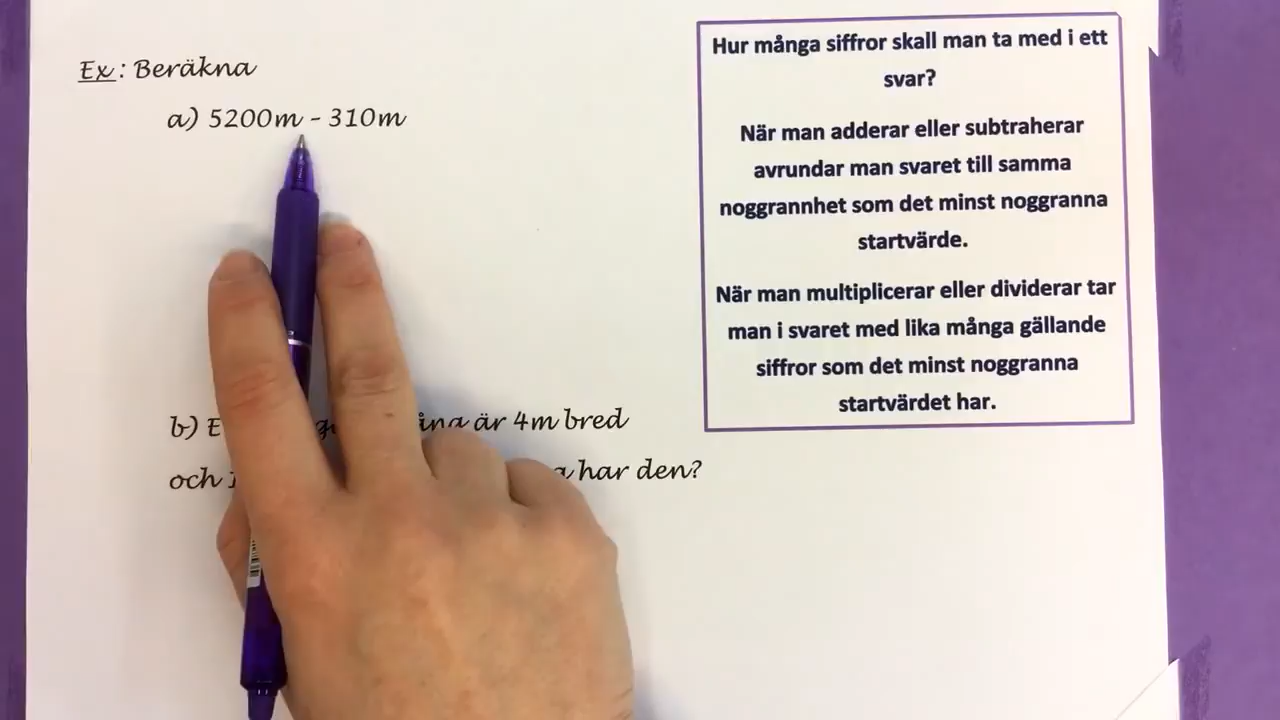 Ex: Beräkna
a) 5200m - 310m
b) är 4m bred
och har den?
Hur många siffror skall man ta med i ett
svar?
När man adderar eller subtraherar
avrundar man svaret till samma
noggrannhet som det minst noggranna
startvärde.
När man multiplicerar eller dividerar tar
man i svaret med lika många gällande
siffror som det minst noggranna
startvärdet har.